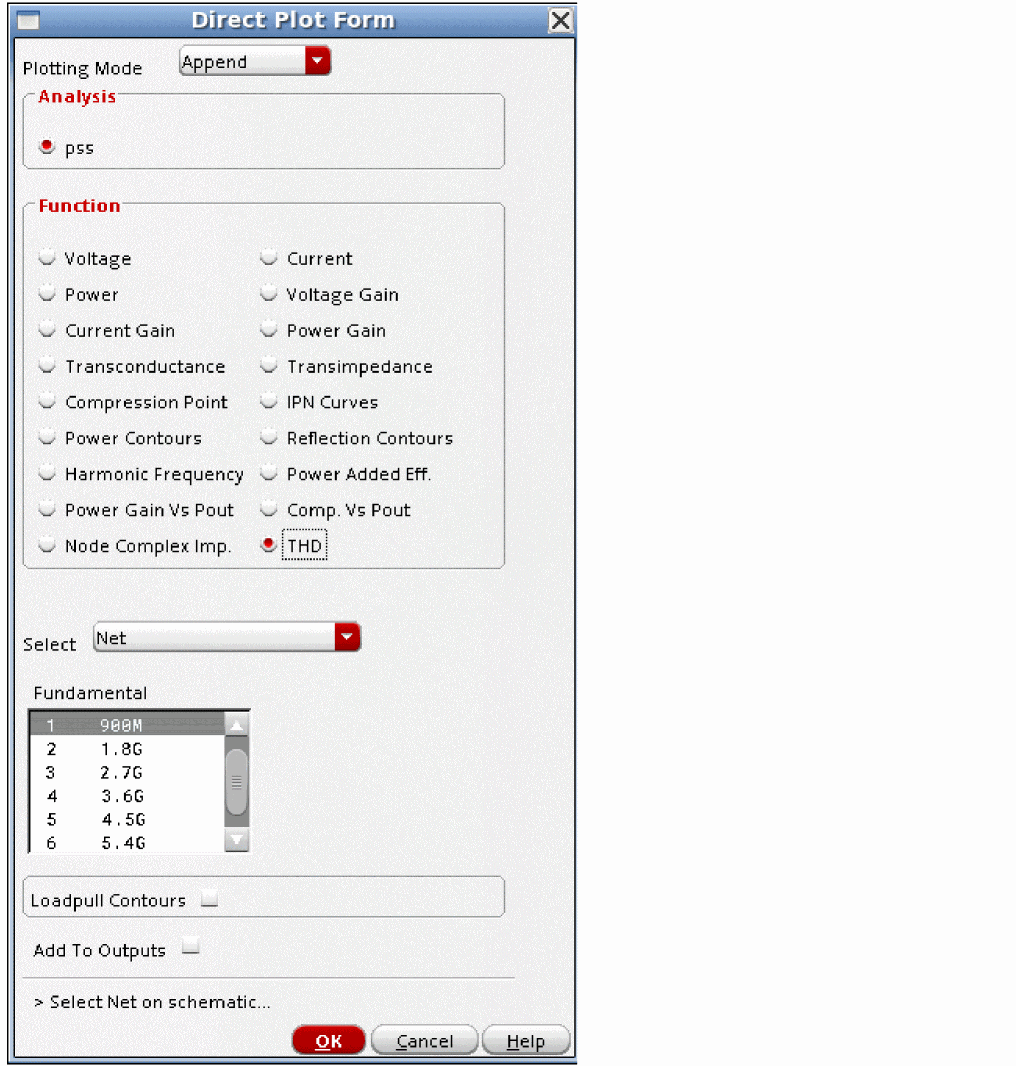 Direct Plot Form
Plotting Mode Append
Analysis
pss
Function
Voltage Current
Power Voltage Gain
Current Gain Power Gain
Transconductance Transimpedance
Compression Point IPN Curves
Power Contours Reflection Contours
Harmonic Frequency Power Added Eff.
Power Gain Vs Pout Comp. Vs Pout
Node Complex Imp. THD
Select Net
Fundamental
1 900M
2 1.8G
3 2.7G
4 3.6G
5 4.5G
6 5.4G
Loadpull Contours
Add To Outputs
> Select Net on schematic...
OK Cancel Help